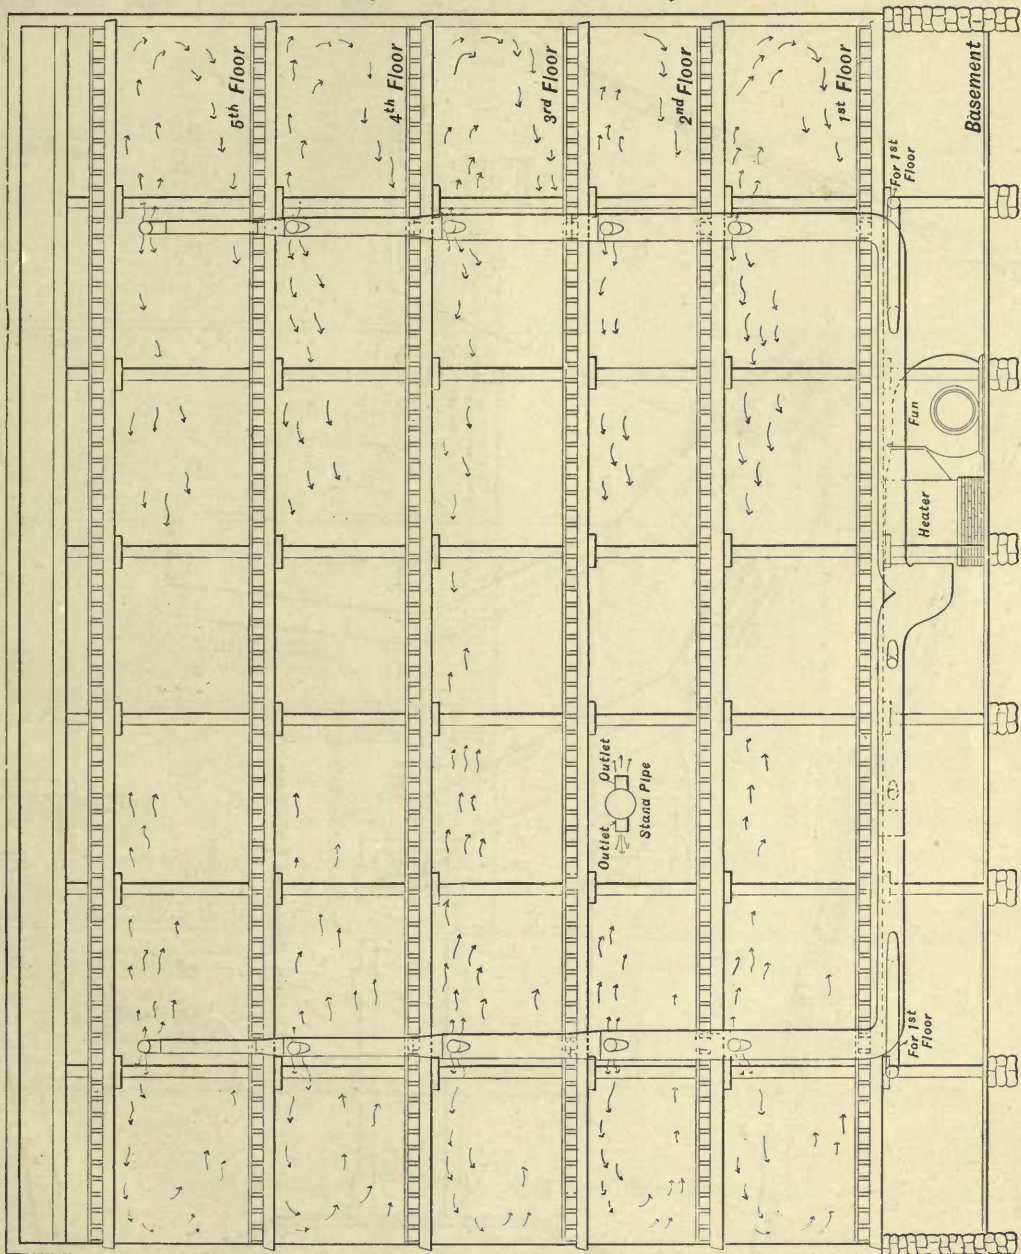 5th Floor
4th Floor
3rd Floor
2nd Floor
1st Floor
Basement
Outlet
Outlet
Stand Pipe
For 1st
Floor
Heater
Fun
For 1st
Floor